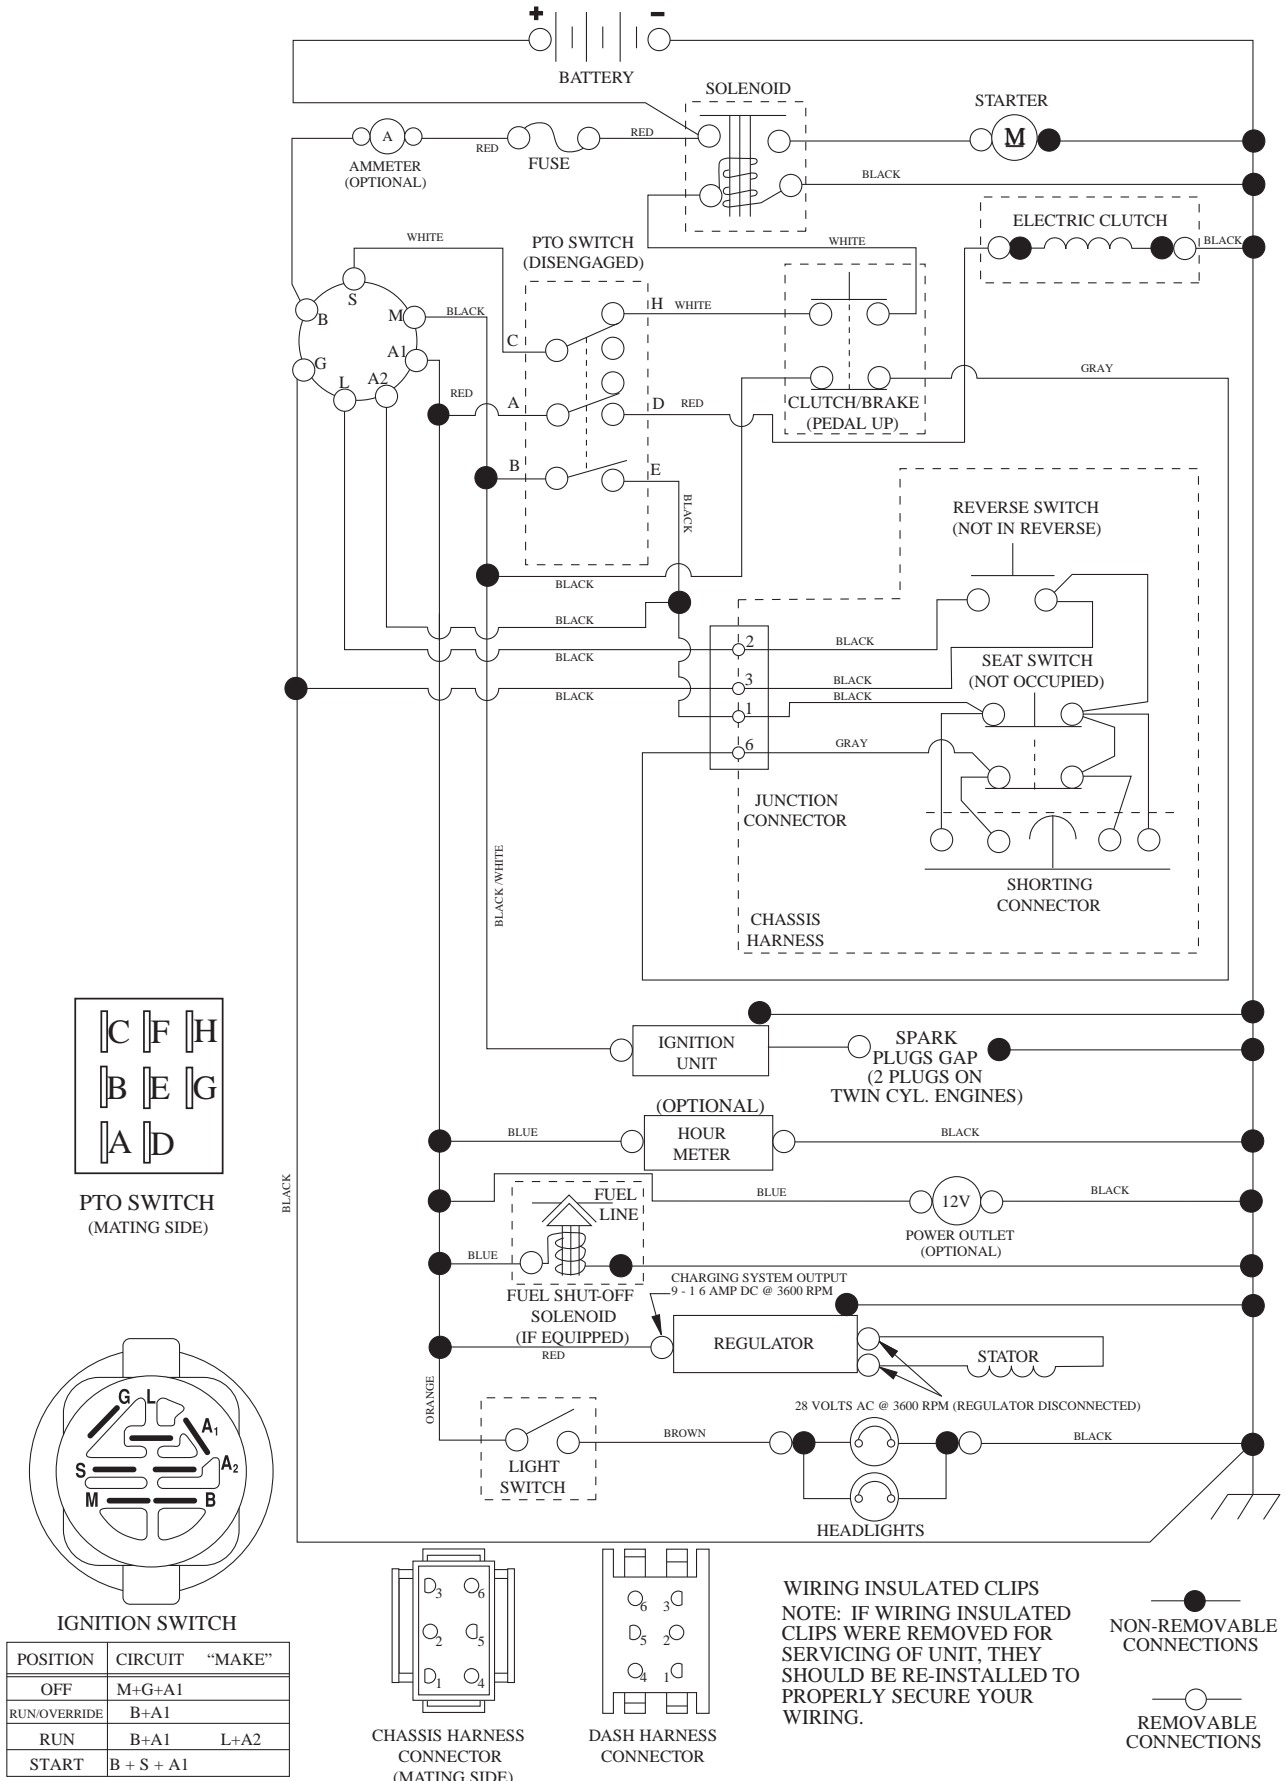 + −
BATTERY
SOLENOID
STARTER
A
M
RED
FUSE
RED
AMMETER
(OPTIONAL)
BLACK
ELECTRIC CLUTCH
WHITE
PTO SWITCH
(DISENGAGED)
WHITE
BLACK
S
B
M
BLACK
H
WHITE
C
G
A1
L
A2
GRAY
RED
A
D
RED
CLUTCH/BRAKE
(PEDAL UP)
B
E
BLACK
REVERSE SWITCH
(NOT IN REVERSE)
BLACK
BLACK
2
BLACK
BLACK
SEAT SWITCH
(NOT OCCUPIED)
3
BLACK
BLACK
BLACK
1
6
GRAY
JUNCTION
CONNECTOR
BLACK /WHITE
SHORTING
CONNECTOR
CHASSIS
HARNESS
C F H
B E G
A D
PTO SWITCH
(MATING SIDE)
IGNITION
UNIT
SPARK
PLUGS GAP
(2 PLUGS ON
TWIN CYL. ENGINES)
(OPTIONAL)
HOUR
METER
BLUE
BLACK
BLACK
FUEL
LINE
BLUE
12V
BLACK
POWER OUTLET
(OPTIONAL)
BLUE
FUEL SHUT-OFF
SOLENOID
(IF EQUIPPED)
CHARGING SYSTEM OUTPUT
9 - 1 6 AMP DC @ 3600 RPM
RED
REGULATOR
STATOR
28 VOLTS AC @ 3600 RPM (REGULATOR DISCONNECTED)
ORANGE
LIGHT
SWITCH
BROWN
BLACK
HEADLIGHTS
G L
A1
S
A2
M B
IGNITION SWITCH
POSITION CIRCUIT “MAKE”
OFF M+G+A1
RUN/OVERRIDE B+A1
RUN B+A1 L+A2
START B + S + A1
3 6
2 5
1 4
CHASSIS HARNESS
CONNECTOR
(MATING SIDE)
6 3
5 2
4 1
DASH HARNESS
CONNECTOR
WIRING INSULATED CLIPS
NOTE: IF WIRING INSULATED
CLIPS WERE REMOVED FOR
SERVICING OF UNIT, THEY
SHOULD BE RE-INSTALLED TO
PROPERLY SECURE YOUR
WIRING.
NON-REMOVABLE
CONNECTIONS
REMOVABLE
CONNECTIONS